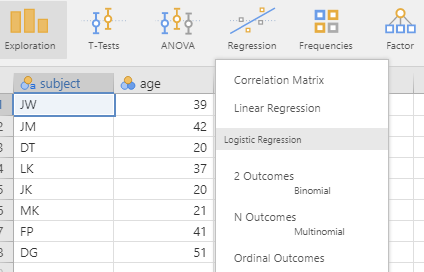 Exploration T-Tests ANOVA Regression Frequencies Factor
subject age
1 JW 39
2 JM 42
3 DT 20
4 LK 37
5 JK 20
6 MK 21
7 FP 41
8 DG 51
Correlation Matrix
Linear Regression
Logistic Regression
2 Outcomes
Binomial
N Outcomes
Multinomial
Ordinal Outcomes